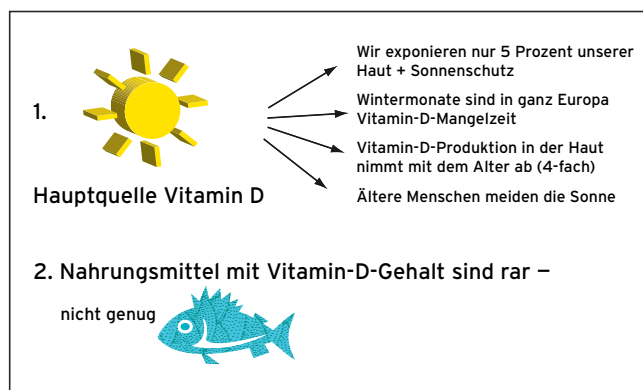 1.
Wir exponieren nur 5 Prozent unserer
Haut + Sonnenschutz
Wintermonate sind in ganz Europa
Vitamin-D-Mangelzeit
Vitamin-D-Produktion in der Haut
nimmt mit dem Alter ab (4-fach)
Hauptquelle Vitamin D
Ältere Menschen meiden die Sonne
2. Nahrungsmittel mit Vitamin-D-Gehalt sind rar –
nicht genug